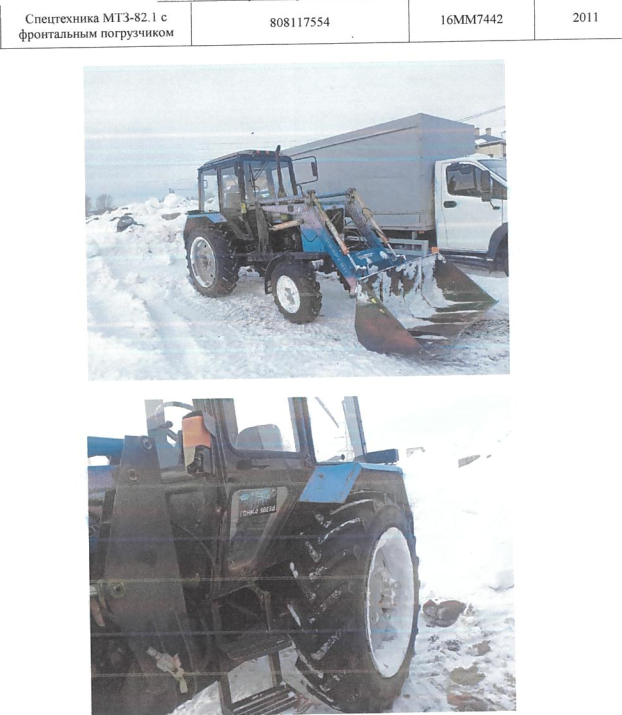 Спецтехника МТЗ-82.1 с
фронтальным погрузчиком
808117554
16ММ7442
2011